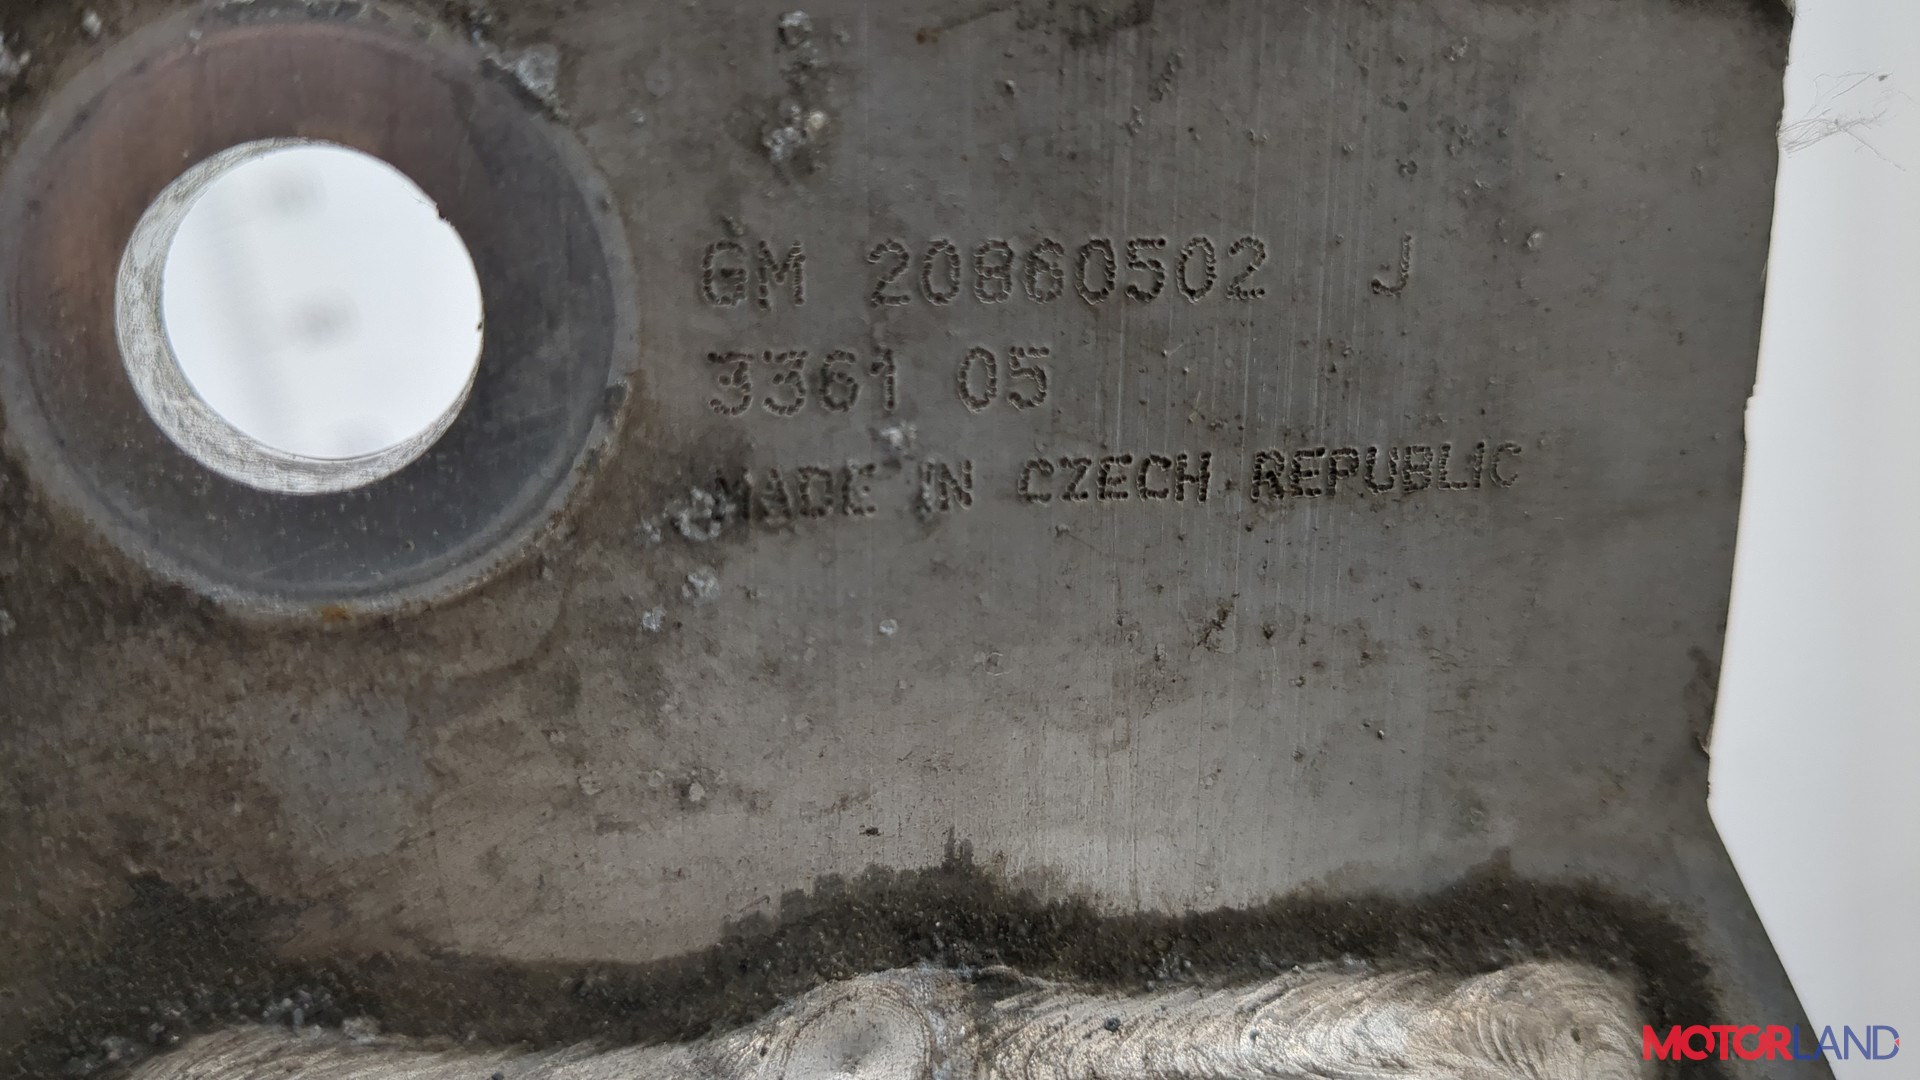 GM 20860502 J
3361 05
MADE IN CZECH REPUBLIC
MOTORLAND